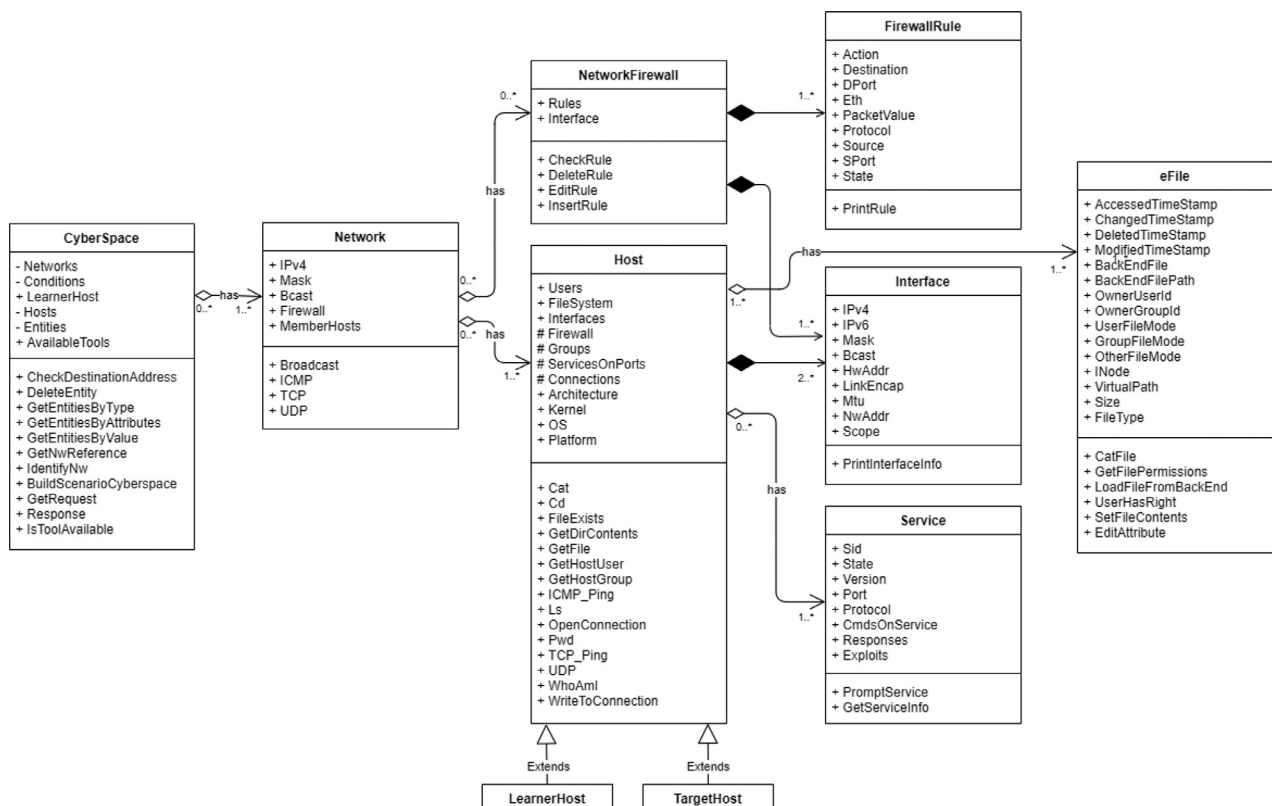 CyberSpace
- Networks
- Conditions
+ LearnerHost
- Hosts
- Entities
+ AvailableTools
+ CheckDestinationAddress
+ DeleteEntity
+ GetEntitiesByType
+ GetEntitiesByAttributes
+ GetEntitiesByValue
+ GetNwReference
+ IdentifyNw
+ BuildScenarioCyberspace
+ GetRequest
+ Response
+ IsToolAvailable
has
0..*
1..*
Network
+ IPv4
+ Mask
+ Bcast
+ Firewall
+ MemberHosts
+ Broadcast
+ ICMP
+ TCP
+ UDP
0..*
has
0..*
0..*
has
1..*
NetworkFirewall
+ Rules
+ Interface
+ CheckRule
+ DeleteRule
+ EditRule
+ InsertRule
1..*
1..*
Host
+ Users
+ FileSystem
+ Interfaces
# Firewall
# Groups
# ServicesOnPorts
# Connections
+ Architecture
+ Kernel
+ OS
+ Platform
+ Cat
+ Cd
+ FileExists
+ GetDirContents
+ GetFile
+ GetHostUser
+ GetHostGroup
+ ICMP_Ping
+ Ls
+ OpenConnection
+ Pwd
+ TCP_Ping
+ UDP
+ WhoAmI
+ WriteToConnection
1..*
has
1..*
2..*
0..*
has
1..*
FirewallRule
+ Action
+ Destination
+ DPort
+ Eth
+ PacketValue
+ Protocol
+ Source
+ SPort
+ State
+ PrintRule
Interface
+ IPv4
+ IPv6
+ Mask
+ Bcast
+ HwAddr
+ LinkEncap
+ Mtu
+ NwAddr
+ Scope
+ PrintInterfaceInfo
Service
+ Sid
+ State
+ Version
+ Port
+ Protocol
+ CmdsOnService
+ Responses
+ Exploits
+ PromptService
+ GetServiceInfo
eFile
+ AccessedTimeStamp
+ ChangedTimeStamp
+ DeletedTimeStamp
+ ModifiedTimeStamp
1..*
+ BackEndFile
+ BackEndFilePath
+ OwnerUserId
+ OwnerGroupId
+ UserFileMode
+ GroupFileMode
+ OtherFileMode
+ INode
+ VirtualPath
+ Size
+ FileType
+ CatFile
+ GetFilePermissions
+ LoadFileFromBackEnd
+ UserHasRight
+ SetFileContents
+ EditAttribute
Extends
Extends
LearnerHost
TargetHost